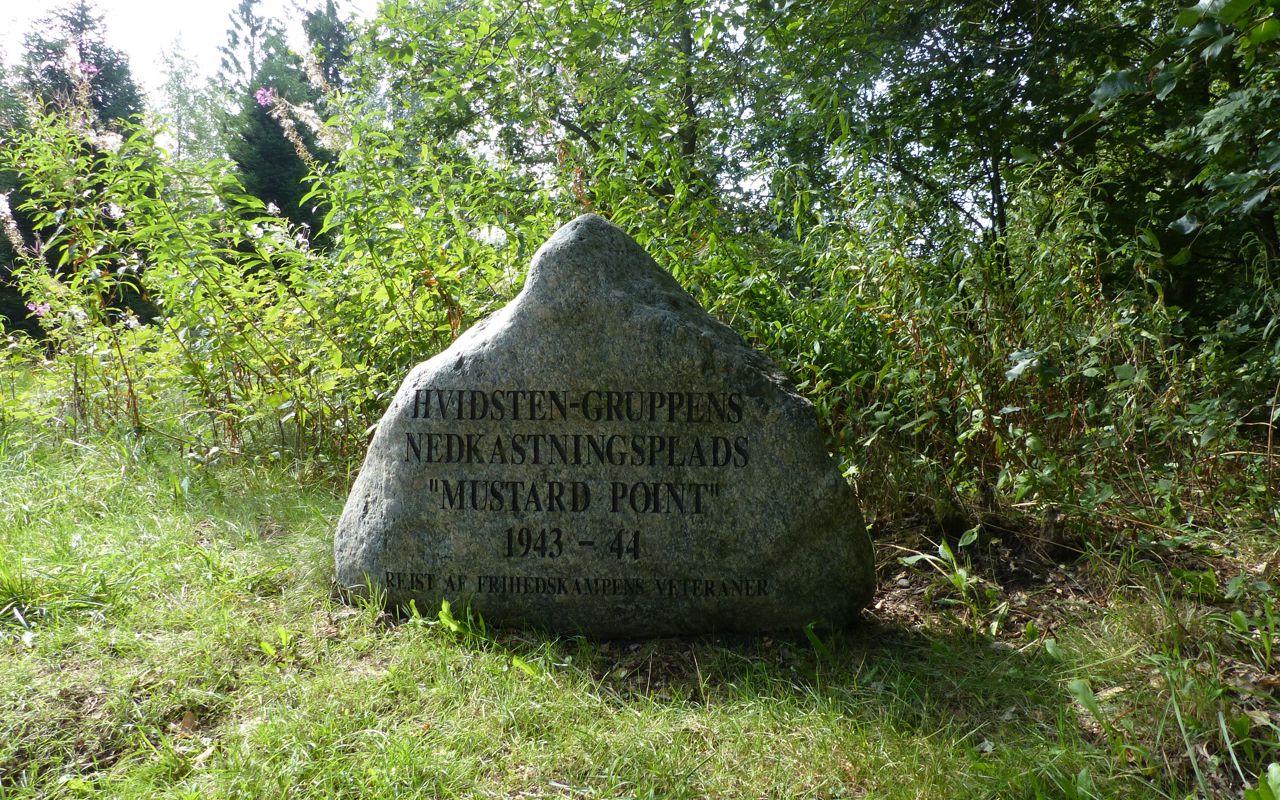 HVIDSTEN-GRUPPENS
NEDKASTNINGSPLADS
"MUSTARD POINT"
1943 - 44
REJST AF FRIHEDSKAMPENS VETERANER